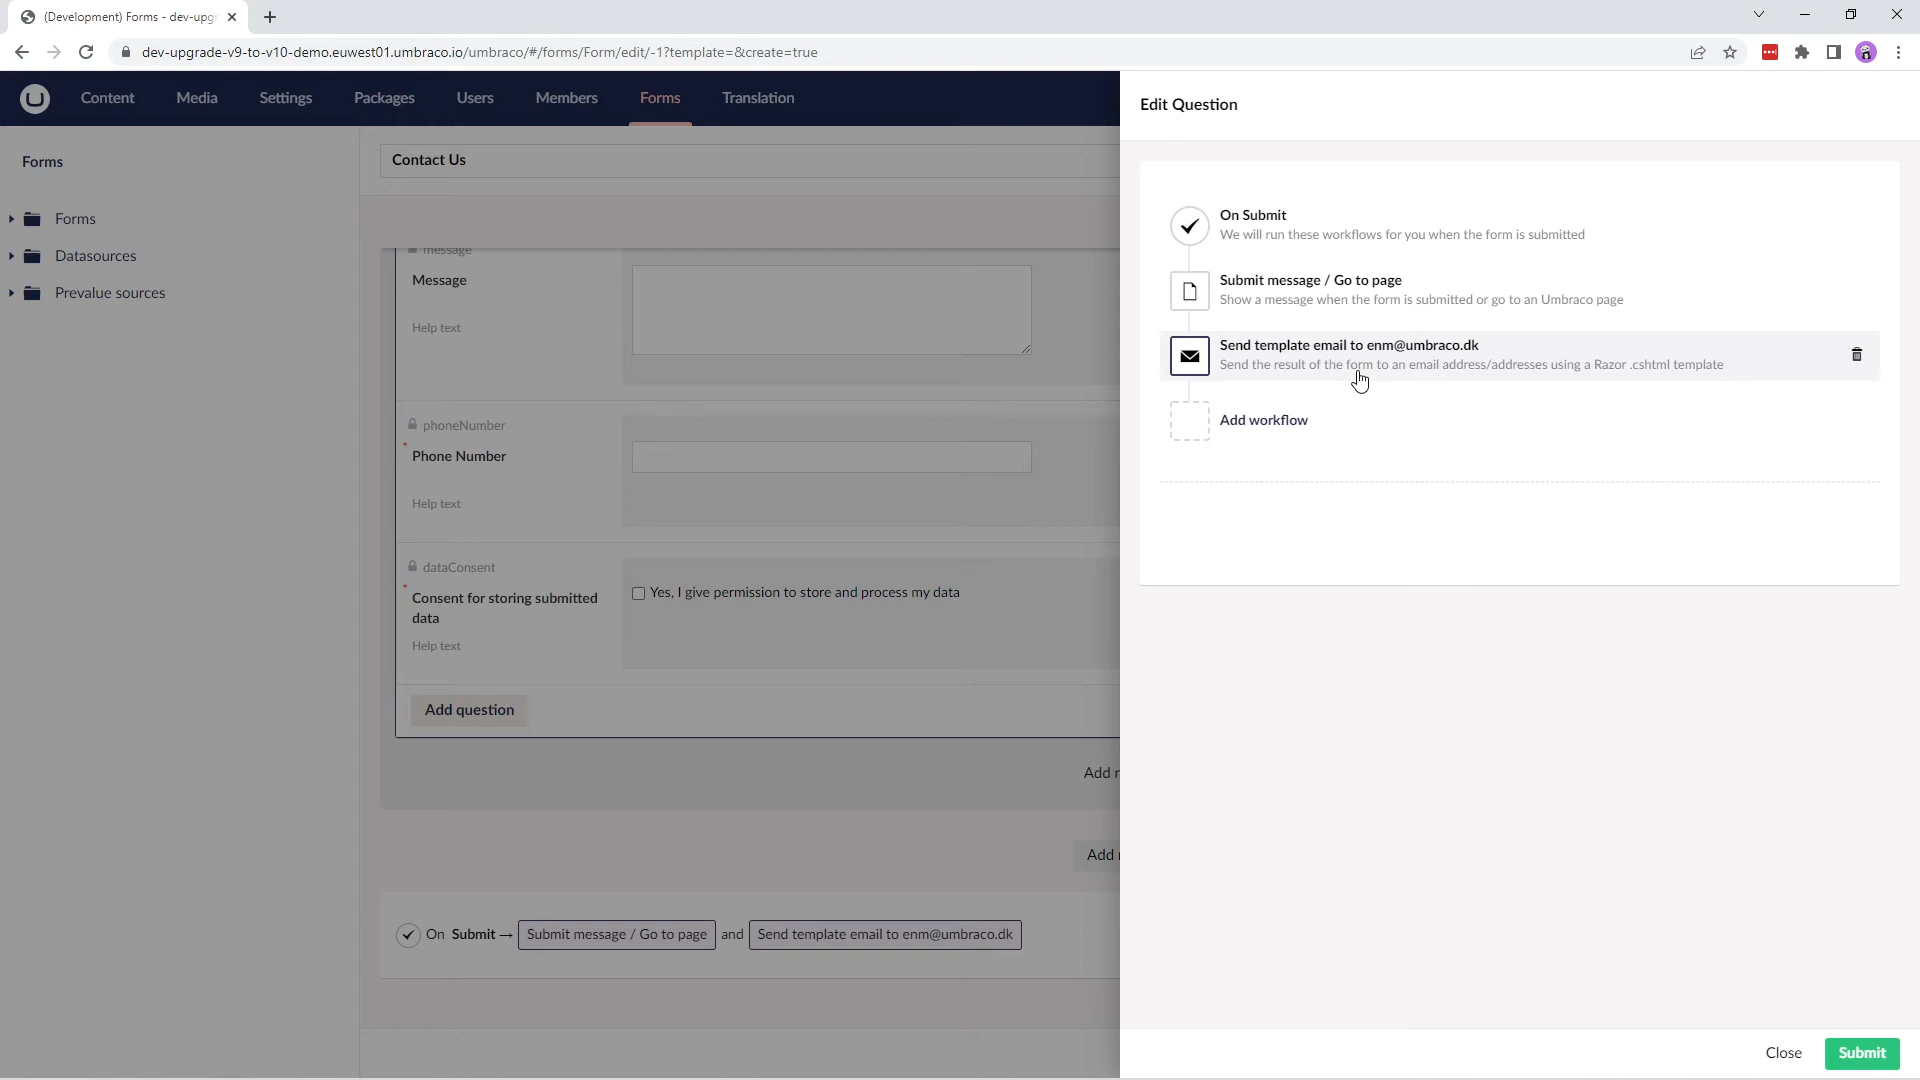 (Development) Forms - dev-upg
dev-upgrade-v9-to-v10-demo.euwest01.umbraco.io/umbraco/#/forms/Form/edit/-1?template=&create=true
Content
Media
Settings
Packages
Users
Members
Forms
Translation
Forms
Forms
Datasources
Prevalue sources
Contact Us
message
Message
Help text
phoneNumber
* Phone Number
Help text
dataConsent
* Consent for storing submitted
data
Help text
Yes, I give permission to store and process my data
Add question
Add
Add
On Submit → Submit message / Go to page and Send template email to enm@umbraco.dk
Edit Question
On Submit
We will run these workflows for you when the form is submitted
Submit message / Go to page
Show a message when the form is submitted or go to an Umbraco page
Send template email to enm@umbraco.dk
Send the result of the form to an email address/addresses using a Razor .cshtml template
Add workflow
Close
Submit